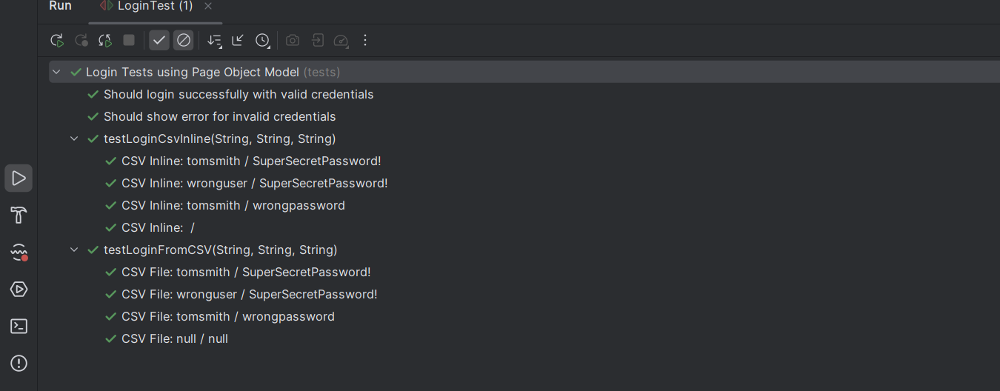 Run LoginTest (1)
Login Tests using Page Object Model (tests)
Should login successfully with valid credentials
Should show error for invalid credentials
testLoginCsvInline(String, String, String)
CSV Inline: tomsmith / SuperSecretPassword!
CSV Inline: wronguser / SuperSecretPassword!
CSV Inline: tomsmith / wrongpassword
CSV Inline:  /
testLoginFromCSV(String, String, String)
CSV File: tomsmith / SuperSecretPassword!
CSV File: wronguser / SuperSecretPassword!
CSV File: tomsmith / wrongpassword
CSV File: null / null